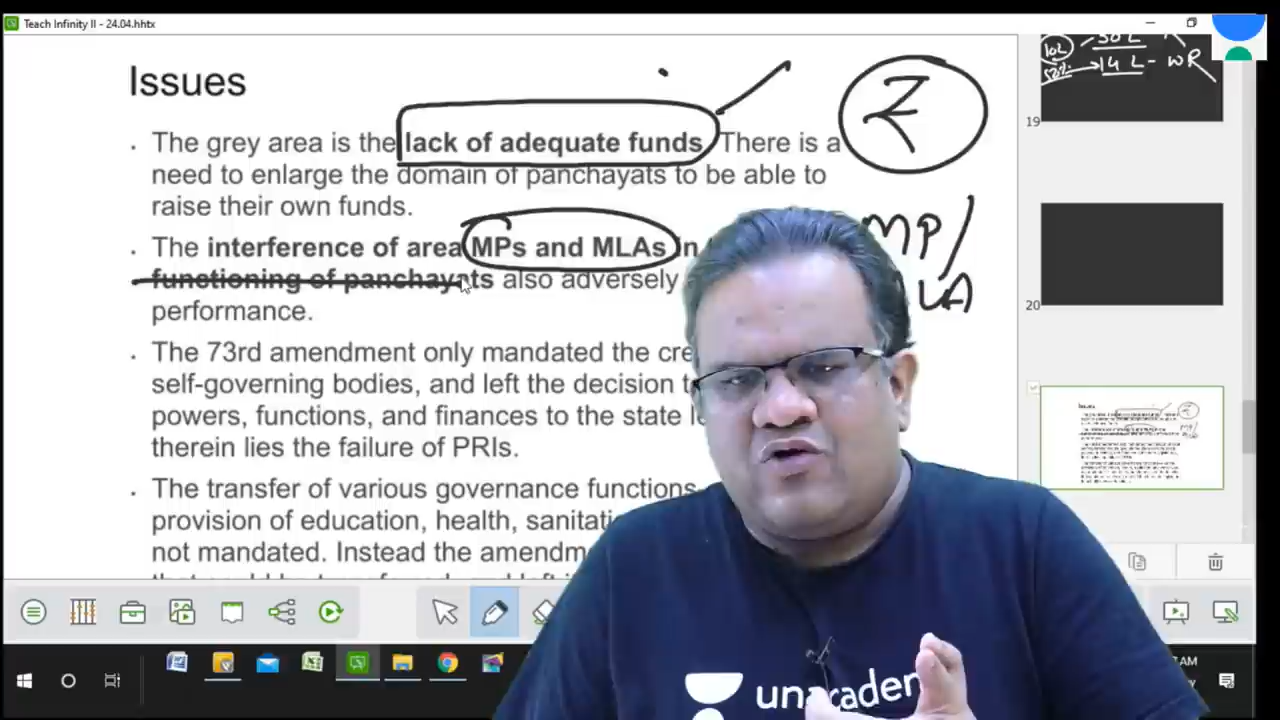 Teach Infinity II - 24.04.hhtx
Issues
The grey area is the lack of adequate funds. There is a
need to enlarge the domain of panchayats to be able to
raise their own funds.
The interference of area MPs and MLAs in
functioning of panchayats also adversely
performance.
The 73rd amendment only mandated the cre
self-governing bodies, and left the decision t
powers, functions, and finances to the state l
therein lies the failure of PRIs.
The transfer of various governance functions
provision of education, health, sanitati
not mandated. Instead the amendm
₹
MP/
LA
14 L - WR
19
20
unacadem